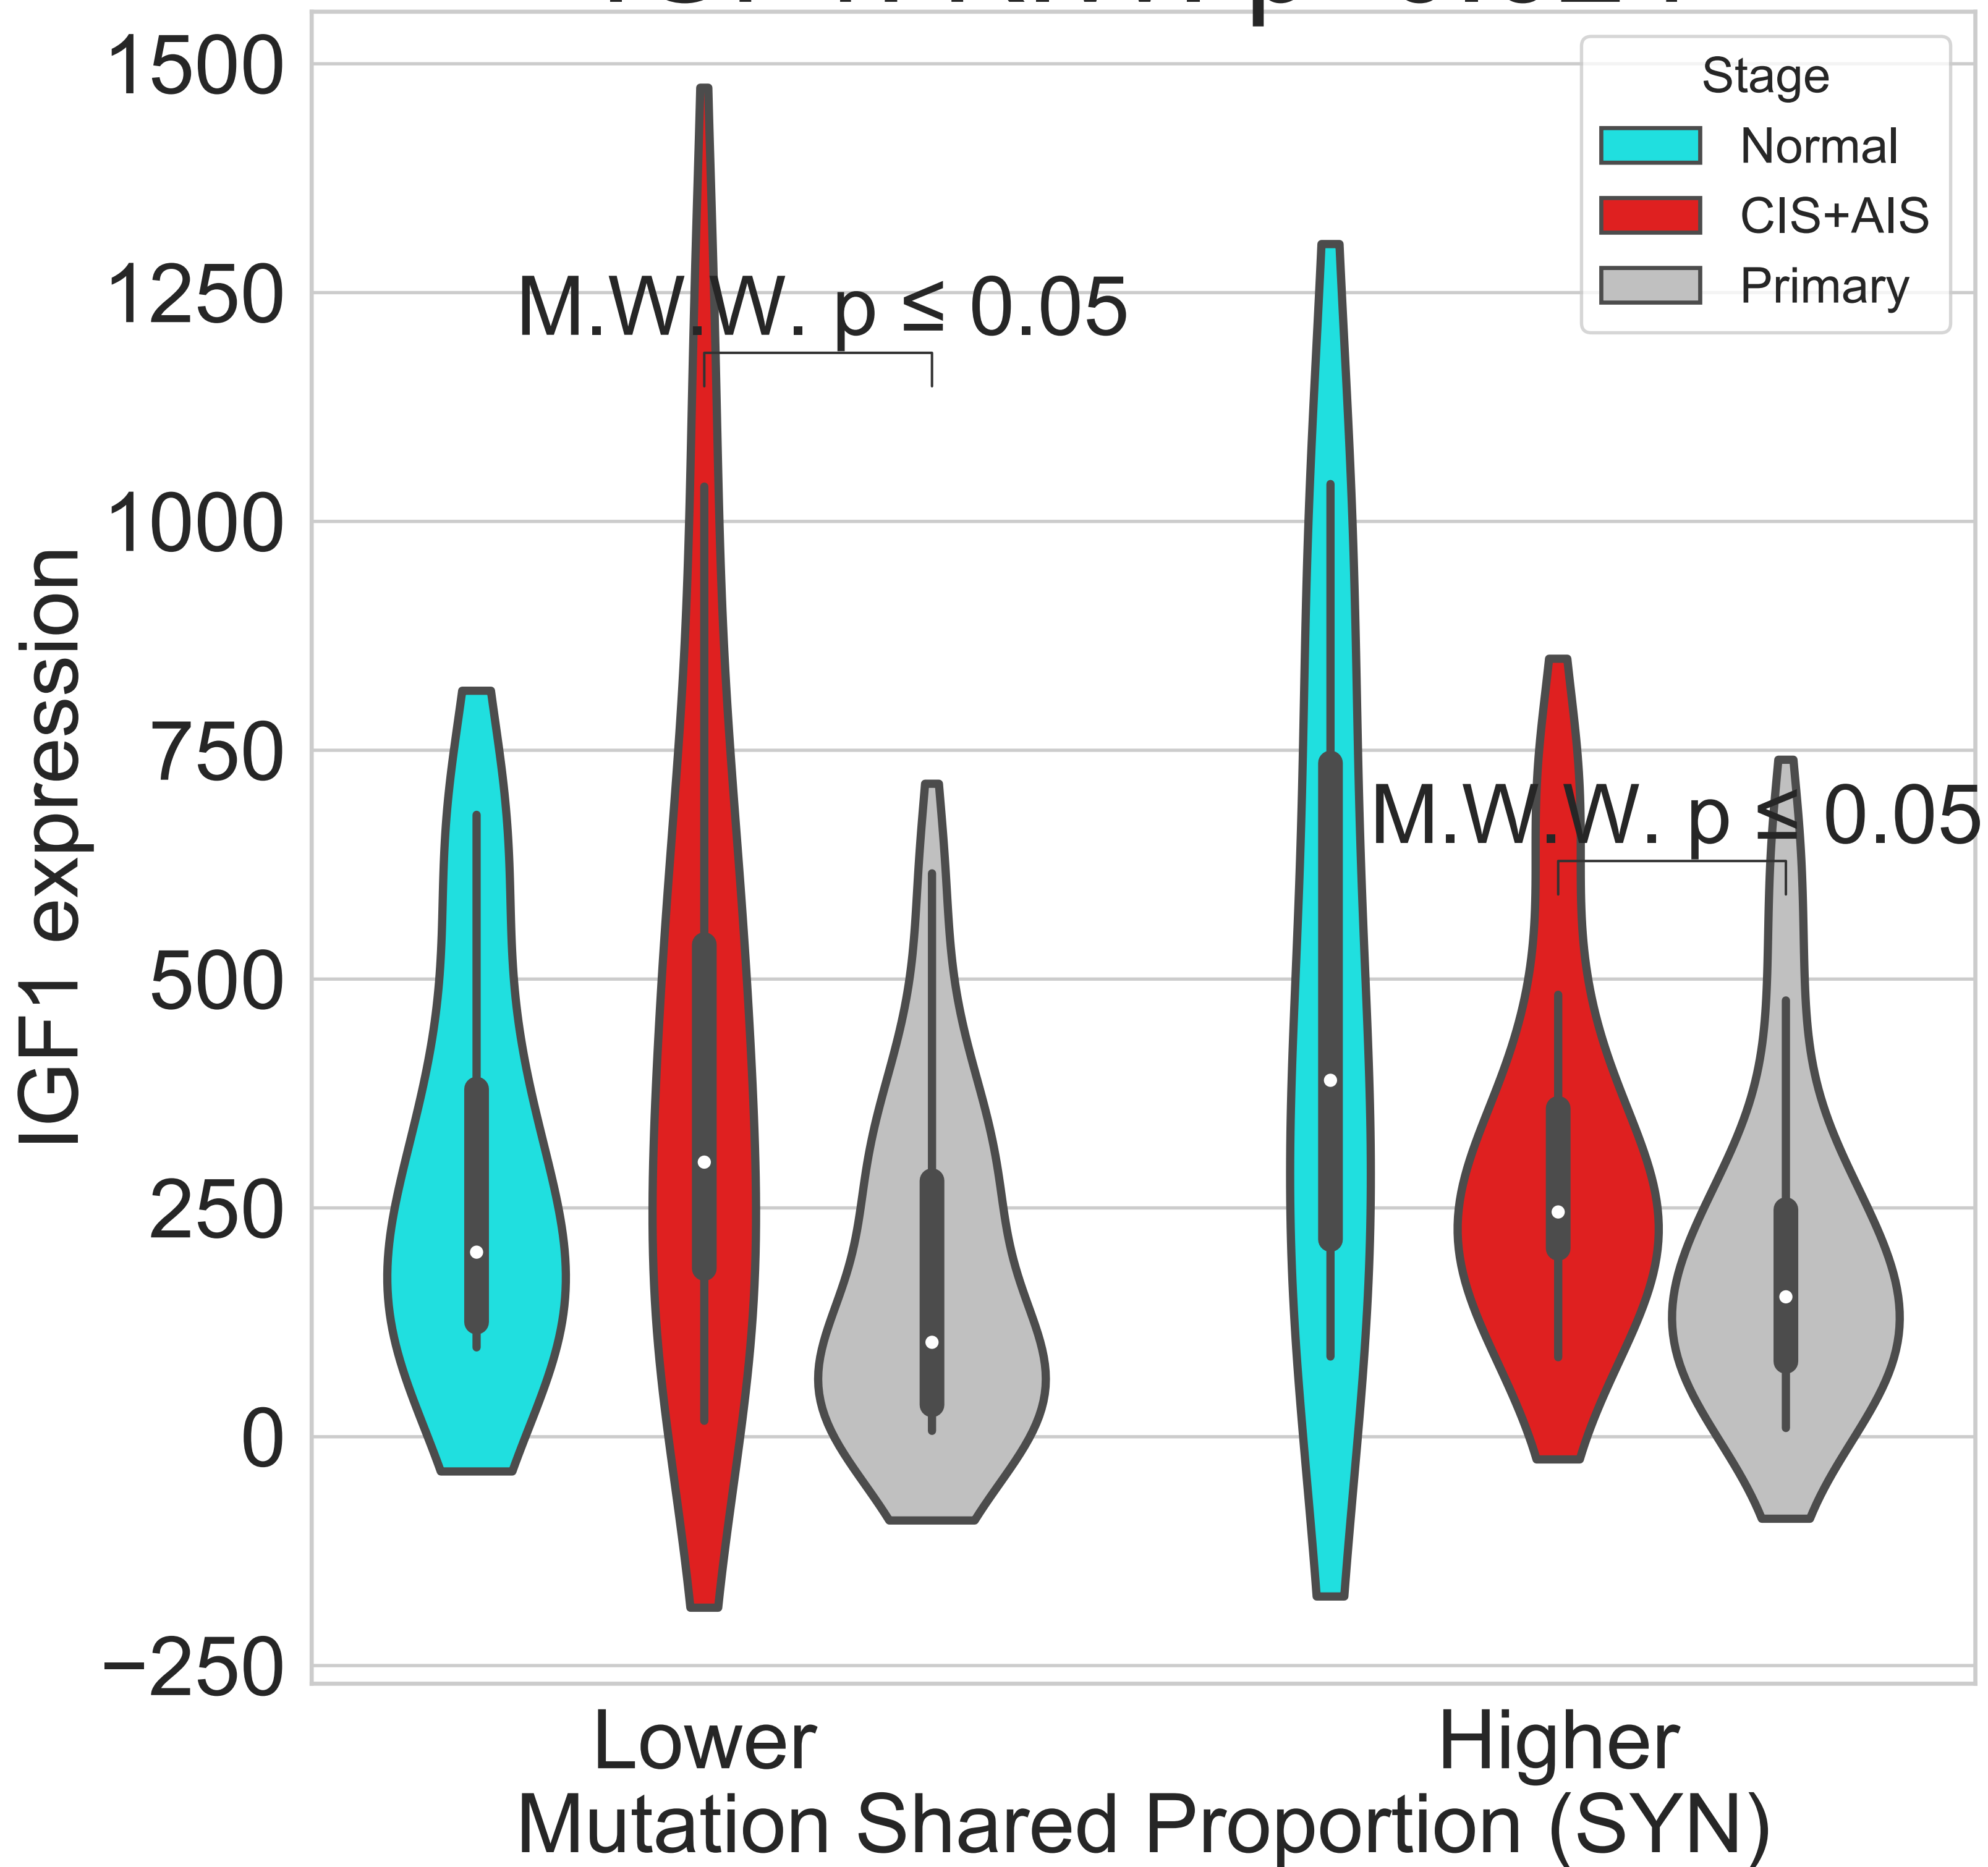 1500
1250
1000
750
500
250
0
−250
IGF1 expression
Stage
Normal
CIS+AIS
Primary
M.W.W. p ≤ 0.05
M.W.W. p ≤ 0.05
Lower
Higher
Mutation Shared Proportion (SYN)